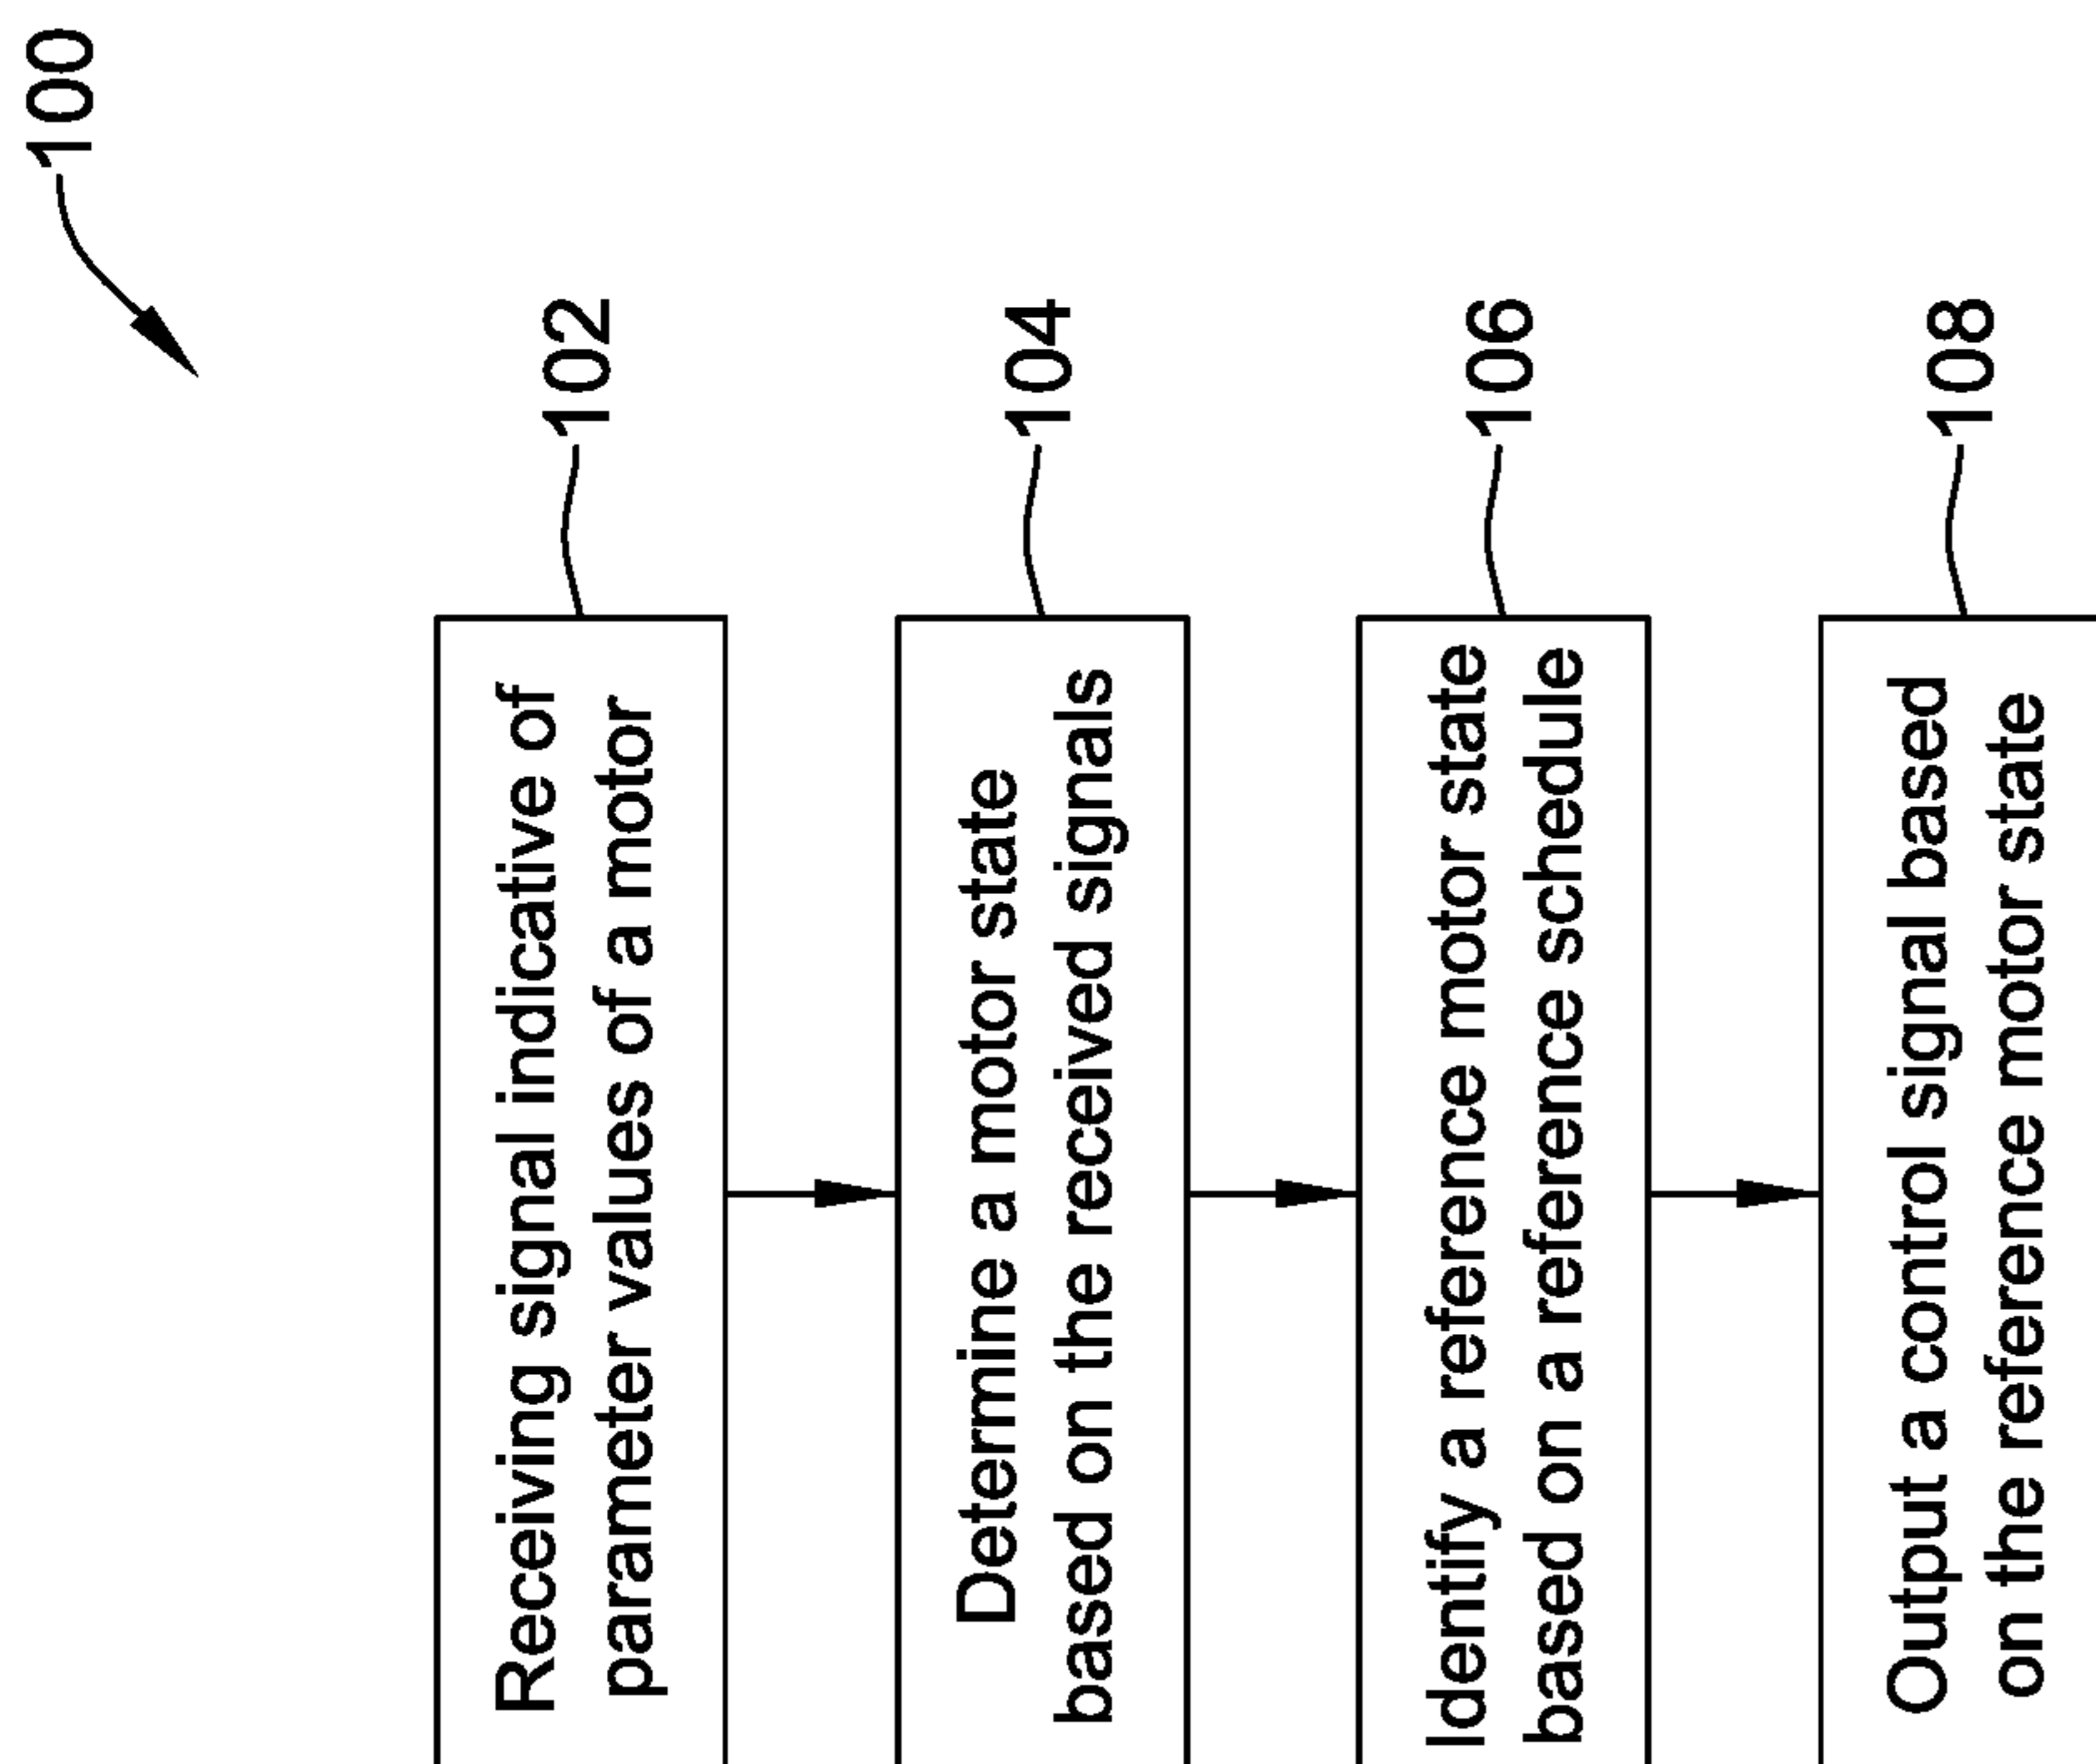 100
Receiving signal indicative of
parameter values of a motor
102
Determine a motor state
based on the received signals
104
Identify a reference motor state
based on a reference schedule
106
Output a control signal based
on the reference motor state
108